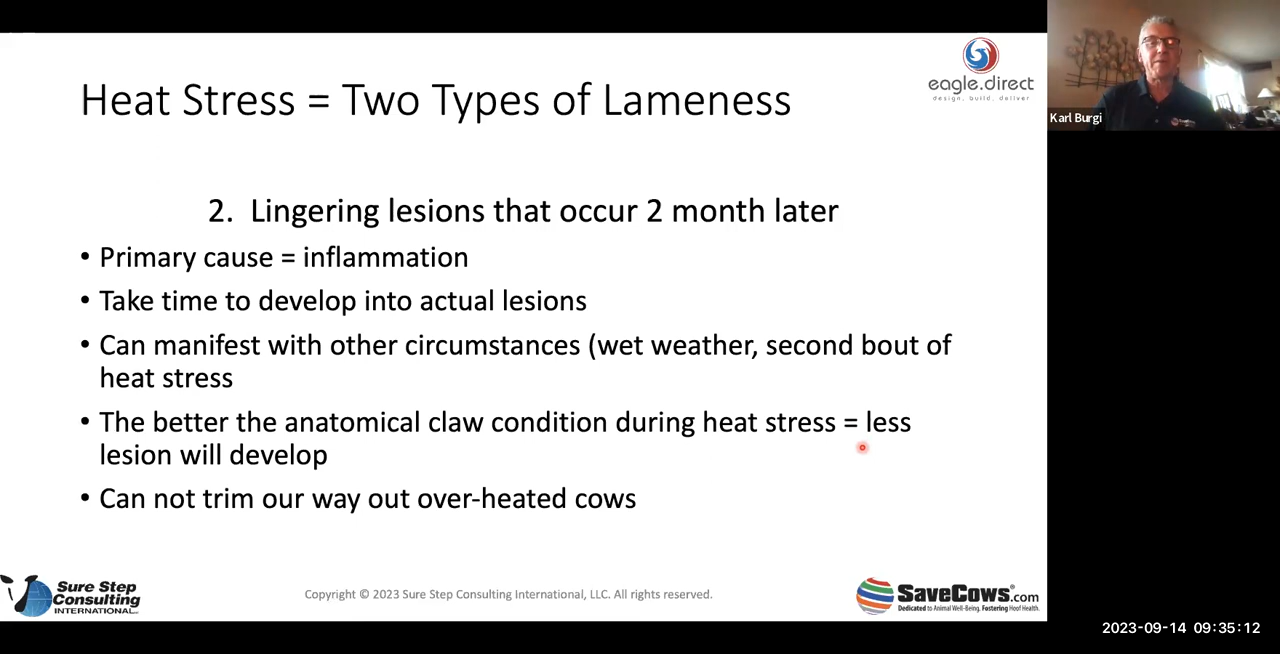 eagle.direct
design, build, deliver
Heat Stress = Two Types of Lameness
Karl Burgi
2. Lingering lesions that occur 2 month later
• Primary cause = inflammation
• Take time to develop into actual lesions
• Can manifest with other circumstances (wet weather, second bout of
heat stress
• The better the anatomical claw condition during heat stress = less
lesion will develop
• Can not trim our way out over-heated cows
Sure Step
Consulting
INTERNATIONAL
Copyright © 2023 Sure Step Consulting International, LLC. All rights reserved.
SaveCows®.com
Dedicated to Animal Well-Being. Fostering Hoof Health.
2023-09-14 09:35:12